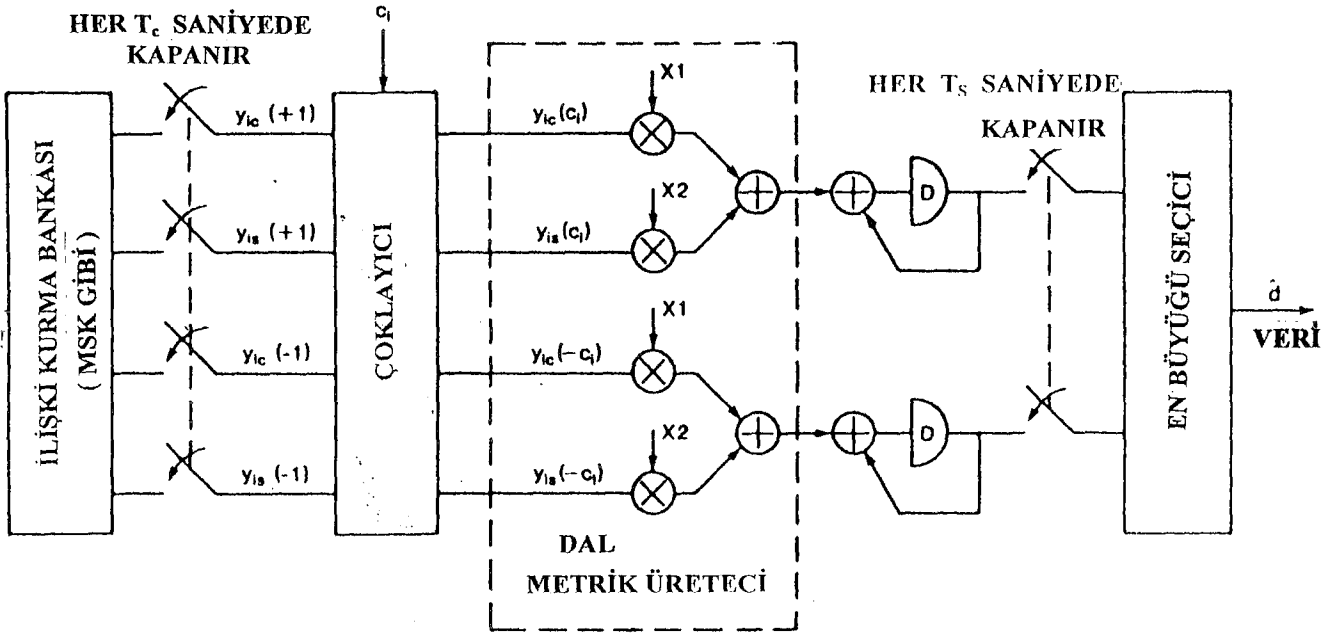 HER Tc SANİYEDE
KAPANIR
ci
İLİŞKİ KURMA BANKASI
( MSK GİBİ )
yic (+1)
yis (+1)
yic (-1)
yis (-1)
ÇOKLAYICI
yic(ci)
X1
yis(ci)
X2
yic(-ci)
X1
yis(-ci)
X2
DAL
METRİK ÜRETECİ
D
D
HER TS SANİYEDE
KAPANIR
EN BÜYÜĞÜ SEÇİCİ
d̂
VERİ